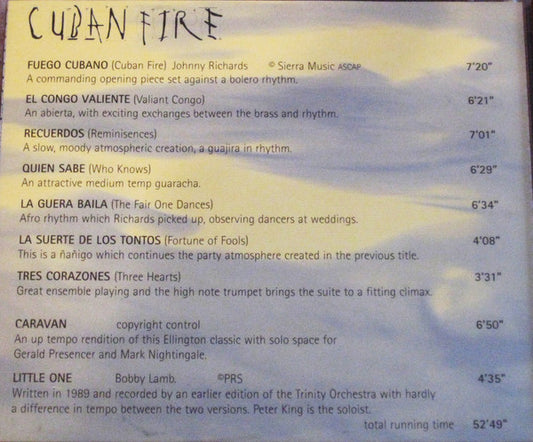 CUBAN FIRE
FUEGO CUBANO (Cuban Fire) Johnny Richards © Sierra Music ASCAP 7'20"
A commanding opening piece set against a bolero rhythm.
EL CONGO VALIENTE (Valiant Congo) 6'21"
An abierta, with exciting exchanges between the brass and rhythm.
RECUERDOS (Reminisences) 7'01"
A slow, moody atmospheric creation, a guajira in rhythm.
QUIEN SABE (Who Knows) 6'29"
An attractive medium temp guaracha.
LA GUERA BAILA (The Fair One Dances) 6'34"
Afro rhythm which Richards picked up, observing dancers at weddings.
LA SUERTE DE LOS TONTOS (Fortune of Fools) 4'08"
This is a ñañigo which continues the party atmosphere created in the previous title.
TRES CORAZONES (Three Hearts) 3'31"
Great ensemble playing and the high note trumpet brings the suite to a fitting climax.
CARAVAN copyright control 6'50"
An up tempo rendition of this Ellington classic with solo space for
Gerald Presencer and Mark Nightingale.
LITTLE ONE Bobby Lamb. ©PRS 4'35"
Written in 1989 and recorded by an earlier edition of the Trinity Orchestra with hardly
a difference in tempo between the two versions. Peter King is the soloist.
total running time 52'49"